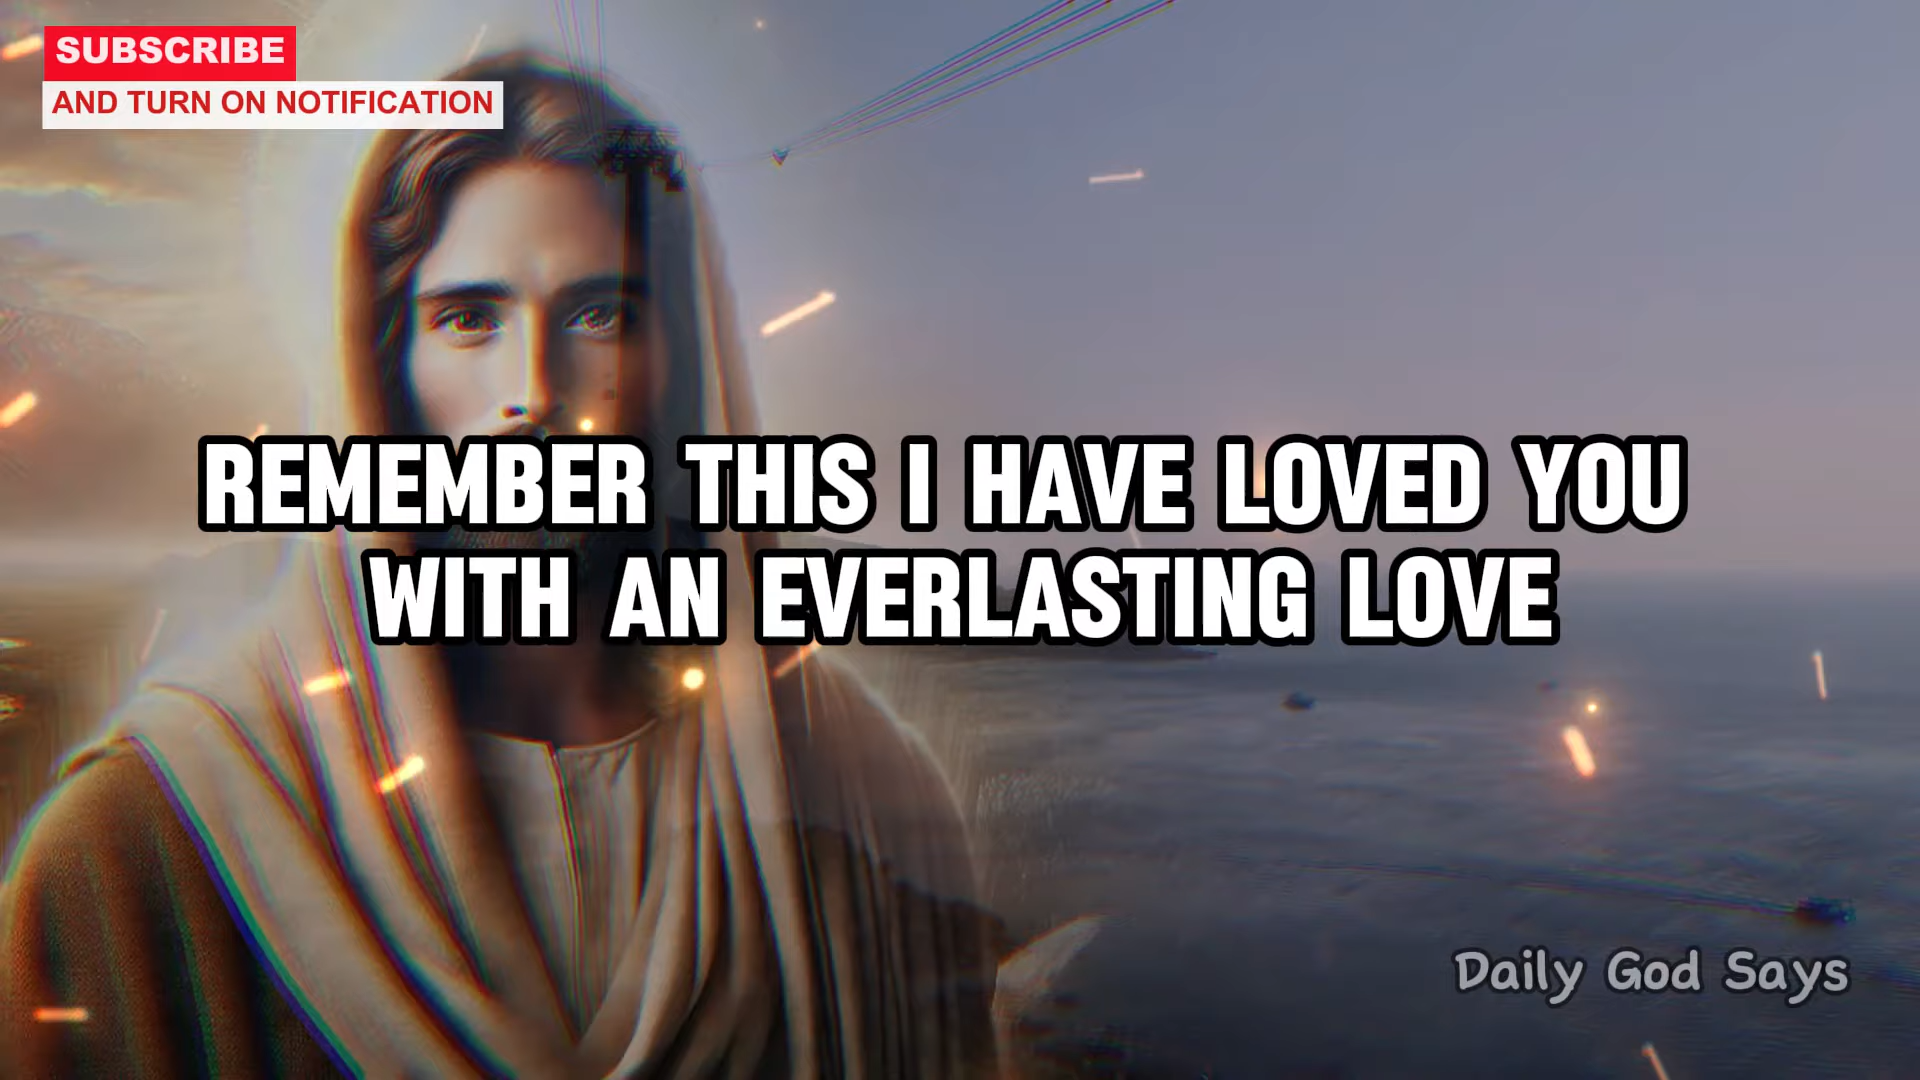 SUBSCRIBE
AND TURN ON NOTIFICATION
REMEMBER THIS I HAVE LOVED YOU
WITH AN EVERLASTING LOVE
Daily God Says